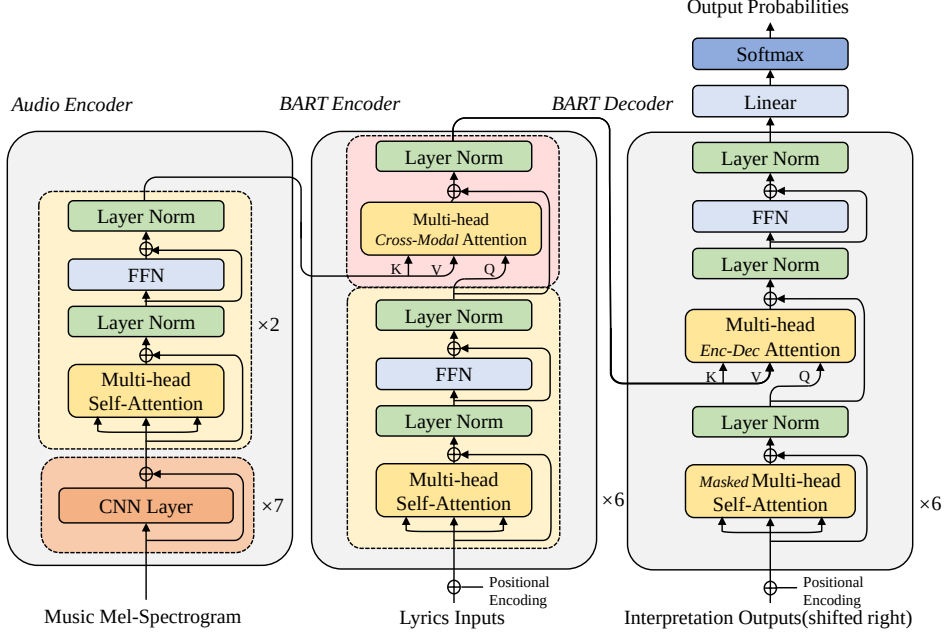 Output Probabilities
Softmax
Linear
Audio Encoder
Layer Norm
FFN
Layer Norm
Multi-head
Self-Attention
×2
CNN Layer
×7
Music Mel-Spectrogram
BART Encoder
Layer Norm
Multi-head
Cross-Modal Attention
K
V
Q
Layer Norm
FFN
Layer Norm
Multi-head
Self-Attention
×6
Positional
Encoding
Lyrics Inputs
BART Decoder
Layer Norm
FFN
Layer Norm
Multi-head
Enc-Dec Attention
K
V
Q
Layer Norm
Masked Multi-head
Self-Attention
×6
Positional
Encoding
Interpretation Outputs(shifted right)